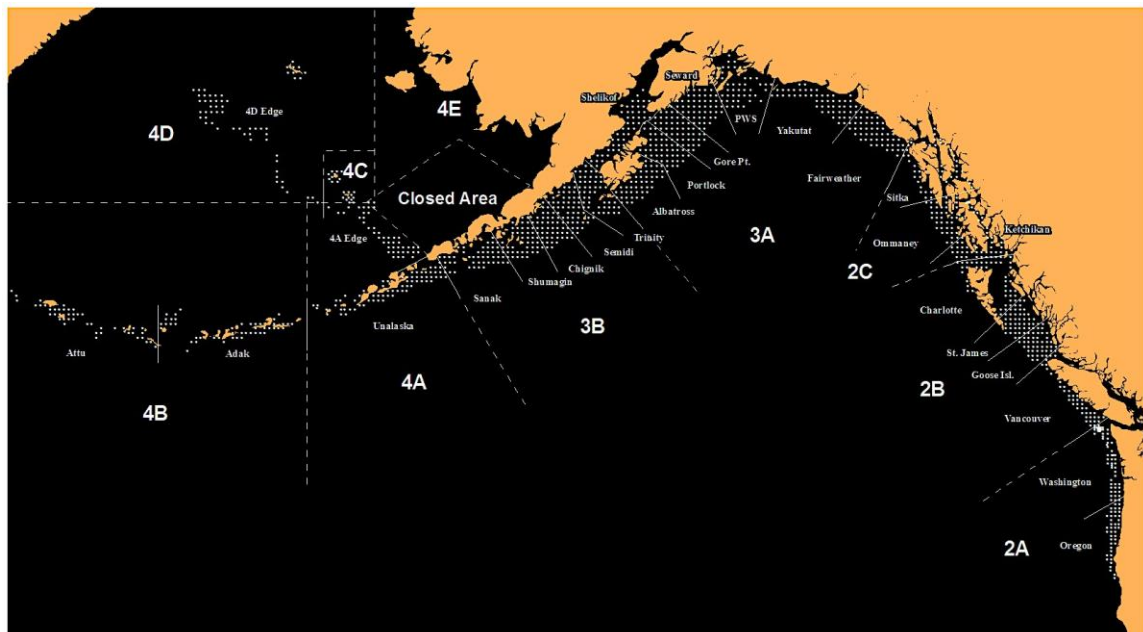 Seward
Shelikof
4D Edge
4E
PWS
4D
Yakutat
Gore Pt.
4C
Fairweather
Portlock
Closed Area
Sitka
Albatross
4A Edge
Trinity
3A
Ketchikan
Semidi
Ommaney
Chignik
2C
Shumagin
Sanak
Charlotte
3B
Unalaska
Attu
Adak
St. James
4A
Goose Isl.
2B
4B
Vancouver
Washington
2A
Oregon